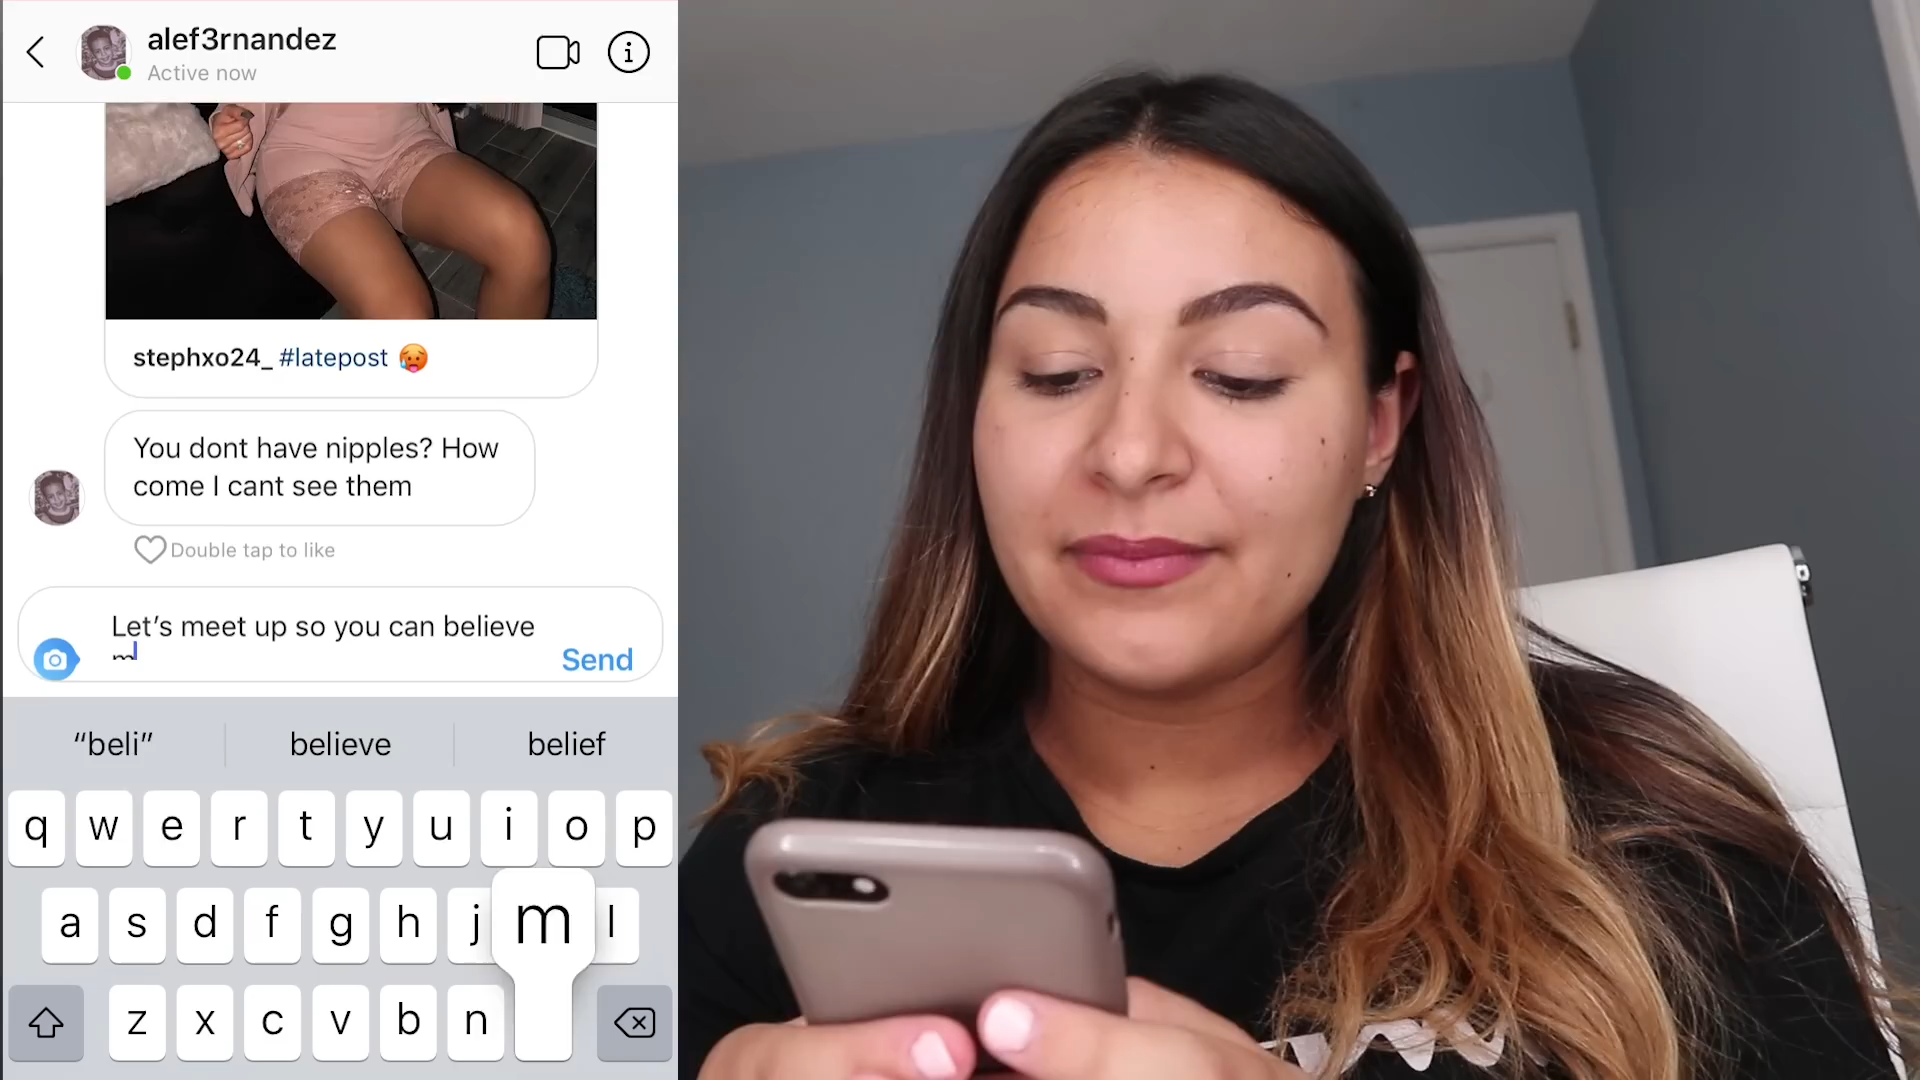 alef3rnandez
Active now
stephxo24_ #latepost 🥵
You dont have nipples? How
come I cant see them
Double tap to like
Let’s meet up so you can believe
m
Send
“beli” believe belief
q w e r t y u i o p
a s d f g h j m l
z x c v b n